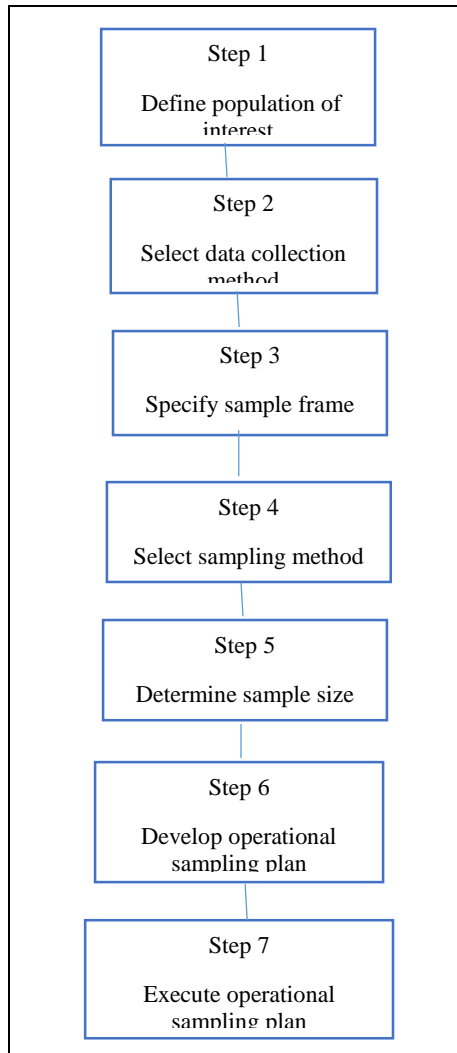 Step 1
Define population of
interest
Step 2
Select data collection
method
Step 3
Specify sample frame
Step 4
Select sampling method
Step 5
Determine sample size
Step 6
Develop operational
sampling plan
Step 7
Execute operational
sampling plan